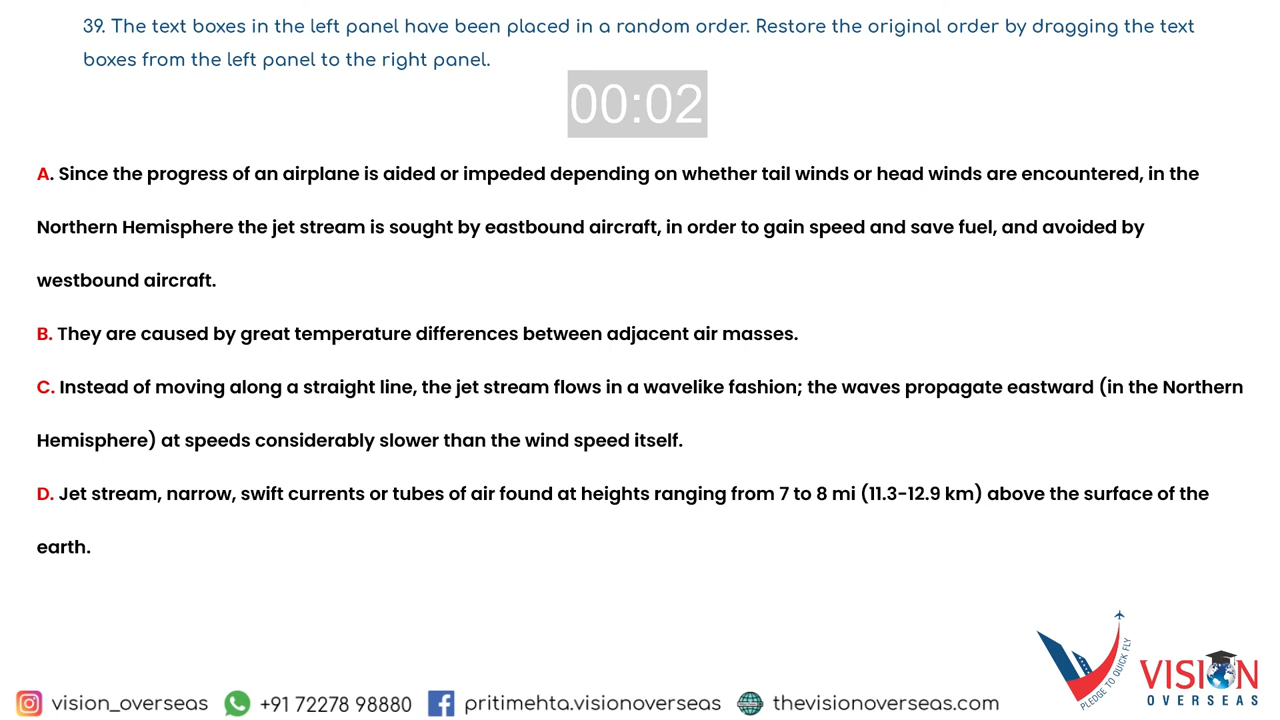 39. The text boxes in the left panel have been placed in a random order. Restore the original order by dragging the text
boxes from the left panel to the right panel.
00:02
A. Since the progress of an airplane is aided or impeded depending on whether tail winds or head winds are encountered, in the
Northern Hemisphere the jet stream is sought by eastbound aircraft, in order to gain speed and save fuel, and avoided by
westbound aircraft.
B. They are caused by great temperature differences between adjacent air masses.
C. Instead of moving along a straight line, the jet stream flows in a wavelike fashion; the waves propagate eastward (in the Northern
Hemisphere) at speeds considerably slower than the wind speed itself.
D. Jet stream, narrow, swift currents or tubes of air found at heights ranging from 7 to 8 mi (11.3-12.9 km) above the surface of the
earth.
PLEDGE TO QUICK FLY
VISION
OVERSEAS
vision_overseas
+91 72278 98880
pritimehta.visionoverseas
thevisionoverseas.com